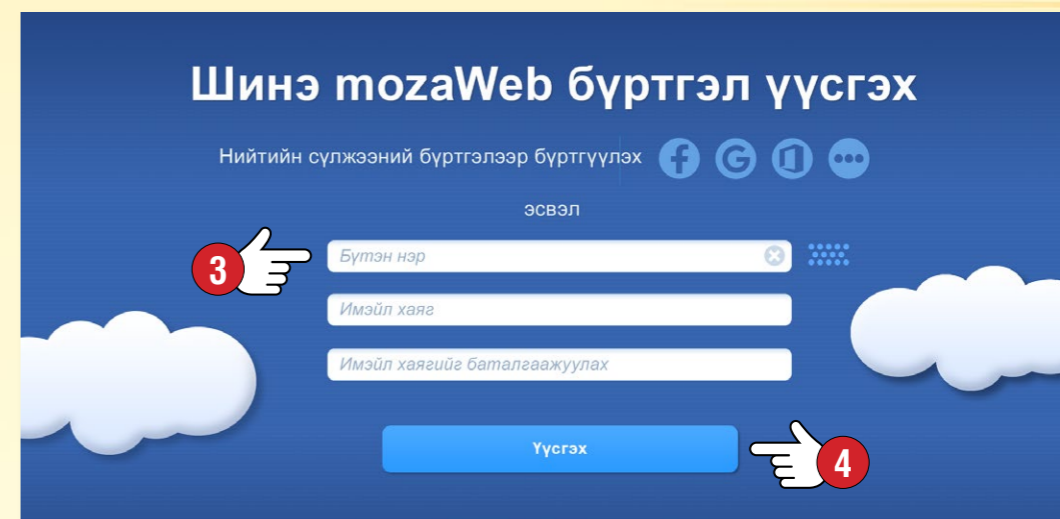 Шинэ mozaWeb бүртгэл үүсгэх
Нийтийн сүлжээний бүртгэлээр бүртгүүлэх
эсвэл
3
Бүтэн нэр
Имэйл хаяг
Имэйл хаягийг баталгаажуулах
Үүсгэх
4